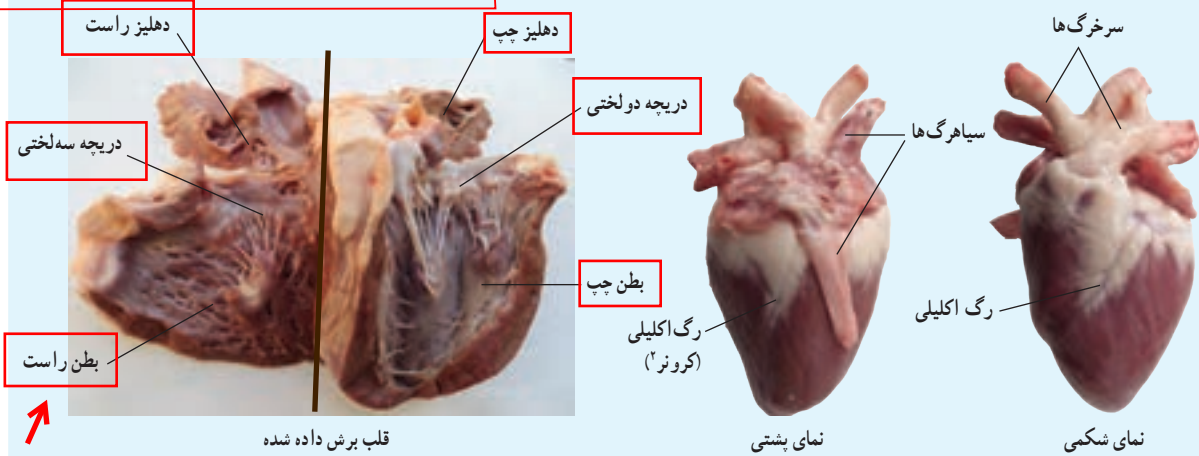 سرخرگ‌ها
سیاهرگ‌ها
رگ اکلیلی
رگ اکلیلی
(کرونر۲)
نمای شکمی
نمای پشتی
دهلیز راست
دهلیز چپ
دریچه دولختی
دریچه سه‌لختی
بطن چپ
بطن راست
قلب برش داده شده